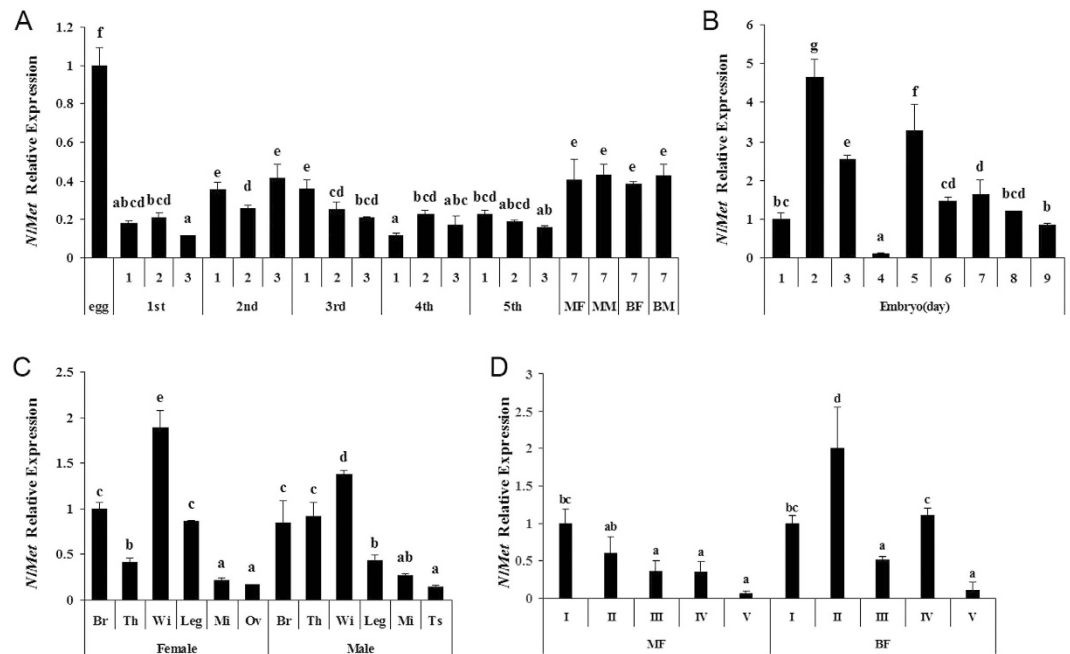 A
NlMet Relative Expression
1.2
1
0.8
0.6
0.4
0.2
0
f
abcd bcd a e d e e cd bcd a bcd abc bcd abc ab e e e e
1 2 3 1 2 3 1 2 3 1 2 3 1 2 3 7 7 7 7
egg 1st 2nd 3rd 4th 5th MF MM BF BM
B
NlMet Relative Expression
6
5
4
3
2
1
0
bc g e a f cd d bcd b
1 2 3 4 5 6 7 8 9
Embryo(day)
C
NlMet Relative Expression
2.5
2
1.5
1
0.5
0
c b e c a a c c d b ab a
Br Th Wi Leg Mi Ov Br Th Wi Leg Mi Ts
Female Male
D
NlMet Relative Expression
3
2.5
2
1.5
1
0.5
0
bc ab a a a bc d a c a
I II III IV V I II III IV V
MF BF